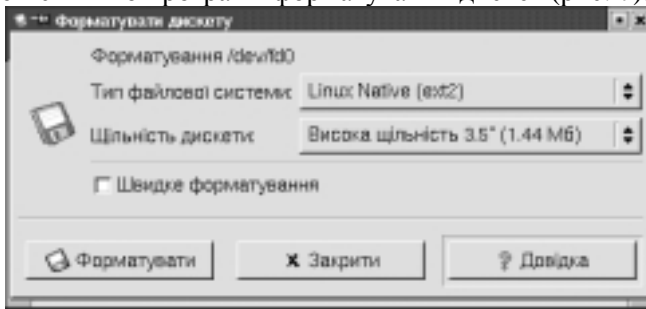 Форматувати дискету
Форматування /dev/fd0
Тип файлової системи: Linux Native (ext2)
Щільність дискети: Висока щільність 3.5" (1.44 Мб)
Швидке форматування
Форматувати Закрити Довідка